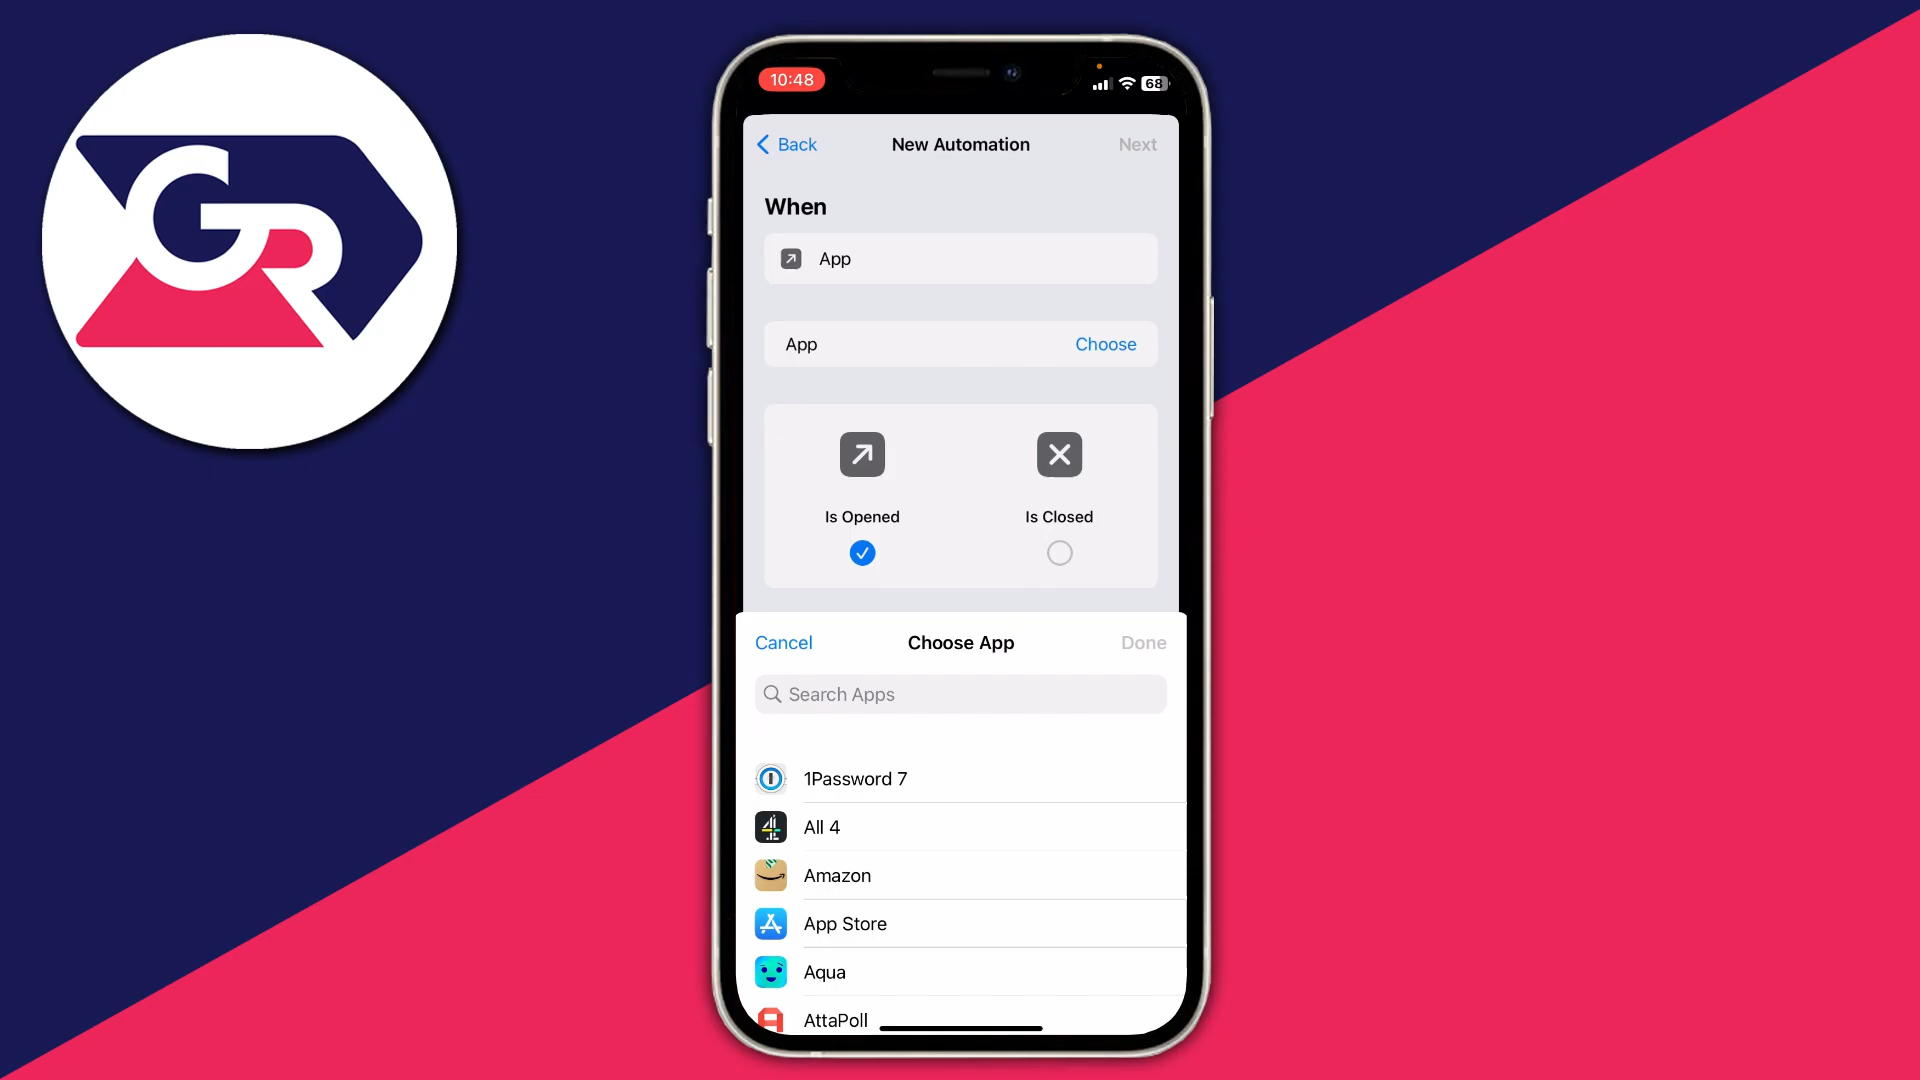 GR
10:48
68
Back
New Automation
Next
When
App
App
Choose
Is Opened
Is Closed
Cancel
Choose App
Done
Search Apps
1Password 7
All 4
Amazon
App Store
Aqua
AttaPoll